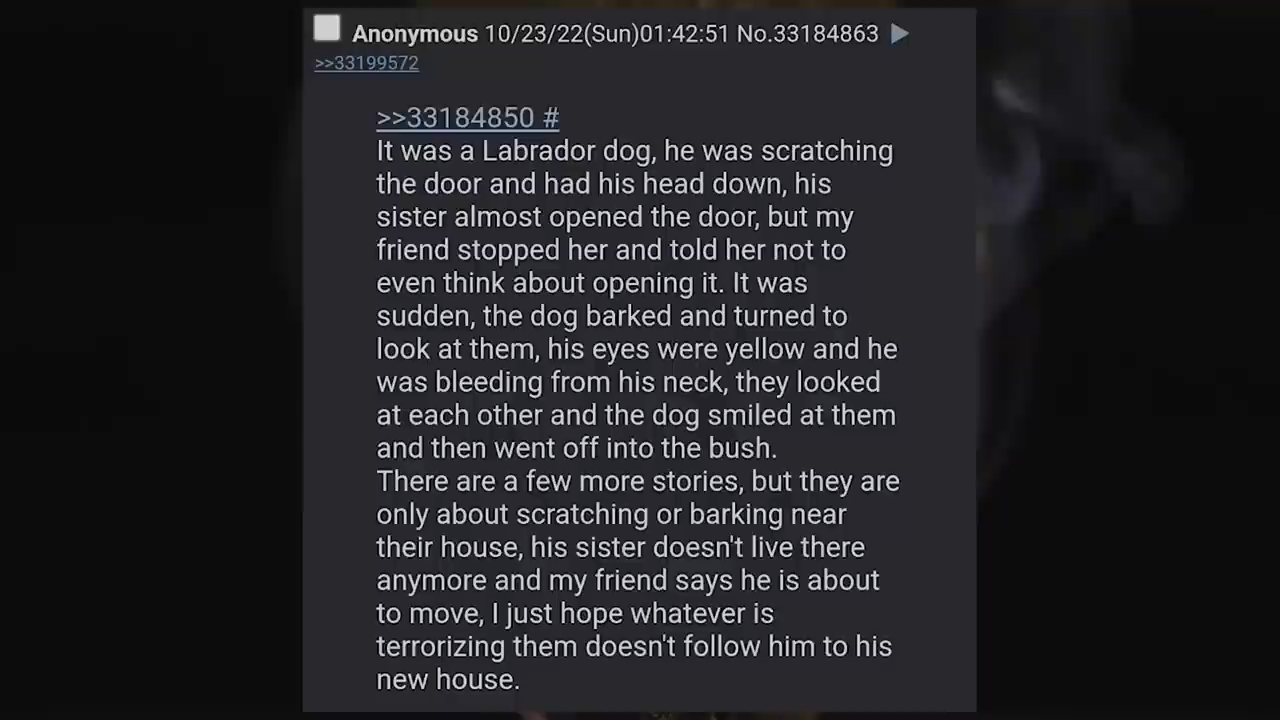 Anonymous 10/23/22(Sun)01:42:51 No.33184863
>>33199572
>>33184850 #
It was a Labrador dog, he was scratching
the door and had his head down, his
sister almost opened the door, but my
friend stopped her and told her not to
even think about opening it. It was
sudden, the dog barked and turned to
look at them, his eyes were yellow and he
was bleeding from his neck, they looked
at each other and the dog smiled at them
and then went off into the bush.
There are a few more stories, but they are
only about scratching or barking near
their house, his sister doesn't live there
anymore and my friend says he is about
to move, I just hope whatever is
terrorizing them doesn't follow him to his
new house.